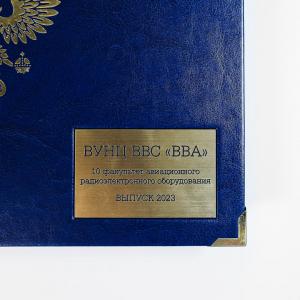 ВУНЦ ВВС «ВВА»
10 факультет авиационного
радиоэлектронного оборудования
ВЫПУСК 2023